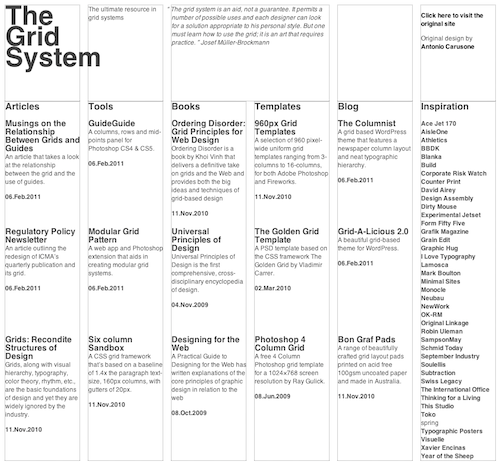 The
Grid
System
The ultimate resource in
grid systems
" The grid system is an aid, not a guarantee. It permits a
number of possible uses and each designer can look
for a solution appropriate to his personal style. But one
must learn how to use the grid; it is an art that requires
practice. " Josef Müller-Brockmann
Click here to visit the
original site
Original design by
Antonio Carusone
Articles
Musings on the
Relationship
Between Grids and
Guides
An article that takes a look
at the relationship
between the grid and the
use of guides.
06.Feb.2011
Regulatory Policy
Newsletter
An article outlining the
redesign of ICMA's
quarterly publication and
its grid.
06.Feb.2011
Grids: Recondite
Structures of
Design
Grids, along with visual
hierarchy, typography,
color theory, rhythm, etc.,
are the basic foundations
of design and yet they are
widely ignored by the
industry.
11.Nov.2010
Tools
GuideGuide
A columns, rows and mid-
points panel for
Photoshop CS4 & CS5.
06.Feb.2011
Modular Grid
Pattern
A web app and Photoshop
extension that aids in
creating modular grid
systems.
06.Feb.2011
Six column
Sandbox
A CSS grid framework
that's based on a baseline
of 1.4x the paragraph text-
size, 160px columns, with
gutters of 20px.
11.Nov.2010
Books
Ordering Disorder:
Grid Principles for
Web Design
Ordering Disorder is a
book by Khoi Vinh that
delivers a definitive take
on grids and the Web and
provides both the big
ideas and techniques of
grid-based design
11.Nov.2010
Universal
Principles of
Design
Universal Principles of
Design is the first
comprehensive, cross-
disciplinary encyclopedia
of design.
04.Nov.2009
Designing for the
Web
A Practical Guide to
Designing for the Web has
written explanations of the
core principles of graphic
design in relation to the
web
08.Oct.2009
Templates
960px Grid
Templates
A selection of 960 pixel-
wide uniform grid
templates ranging from 3-
columns to 16-columns,
for both Adobe Photoshop
and Fireworks.
11.Nov.2010
The Golden Grid
Template
A PSD template based on
the CSS framework The
Golden Grid by Vladimir
Carrer.
02.Mar.2010
Photoshop 4
Column Grid
A free 4 Column
Photoshop grid template
for a 1024×768 screen
resolution by Ray Gulick.
08.Jun.2009
Blog
The Columnist
A grid based WordPress
theme that features a
newspaper column layout
and neat typographic
hierarchy.
06.Feb.2011
Grid-A-Licious 2.0
A beautiful grid-based
theme for WordPress.
06.Feb.2011
Bon Graf Pads
A range of beautifully
crafted grid layout pads
printed on acid free
100gsm uncoated paper
and made in Australia.
11.Nov.2010
Inspiration
Ace Jet 170
AisleOne
Athletics
BBDK
Blanka
Build
Corporate Risk Watch
Counter Print
David Airey
Design Assembly
Dirty Mouse
Experimental Jetset
Form Fifty Five
Grafik Magazine
Grain Edit
Graphic Hug
I Love Typography
Lamosca
Mark Boulton
Minimal Sites
Monocle
Neubau
NewWork
OK-RM
Original Linkage
Robin Uleman
SampsonMay
Schmid Today
September Industry
Soulellis
Subtraction
Swiss Legacy
The International Office
Thinking for a Living
This Studio
Toko
spring
Typographic Posters
Visuelle
Xavier Encinas
Year of the Sheep